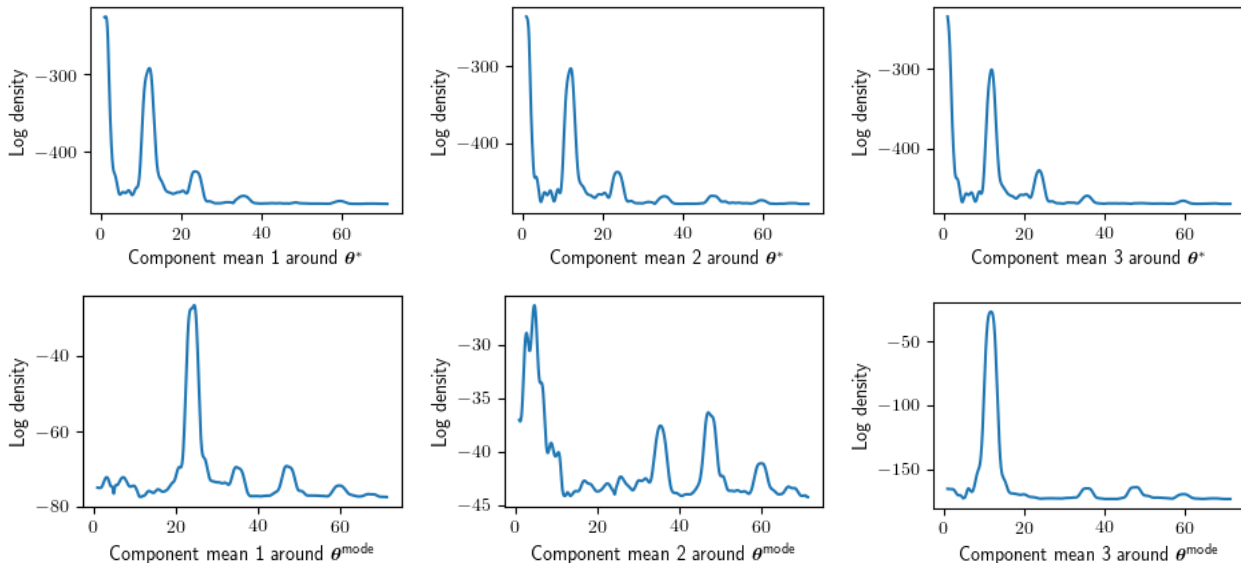 Log density
−300
−400
0 20 40 60
Component mean 1 around θ*
Log density
−300
−400
0 20 40 60
Component mean 2 around θ*
Log density
−300
−400
0 20 40 60
Component mean 3 around θ*
Log density
−40
−60
−80
0 20 40 60
Component mean 1 around θ^mode
Log density
−30
−35
−40
−45
0 20 40 60
Component mean 2 around θ^mode
Log density
−50
−100
−150
0 20 40 60
Component mean 3 around θ^mode